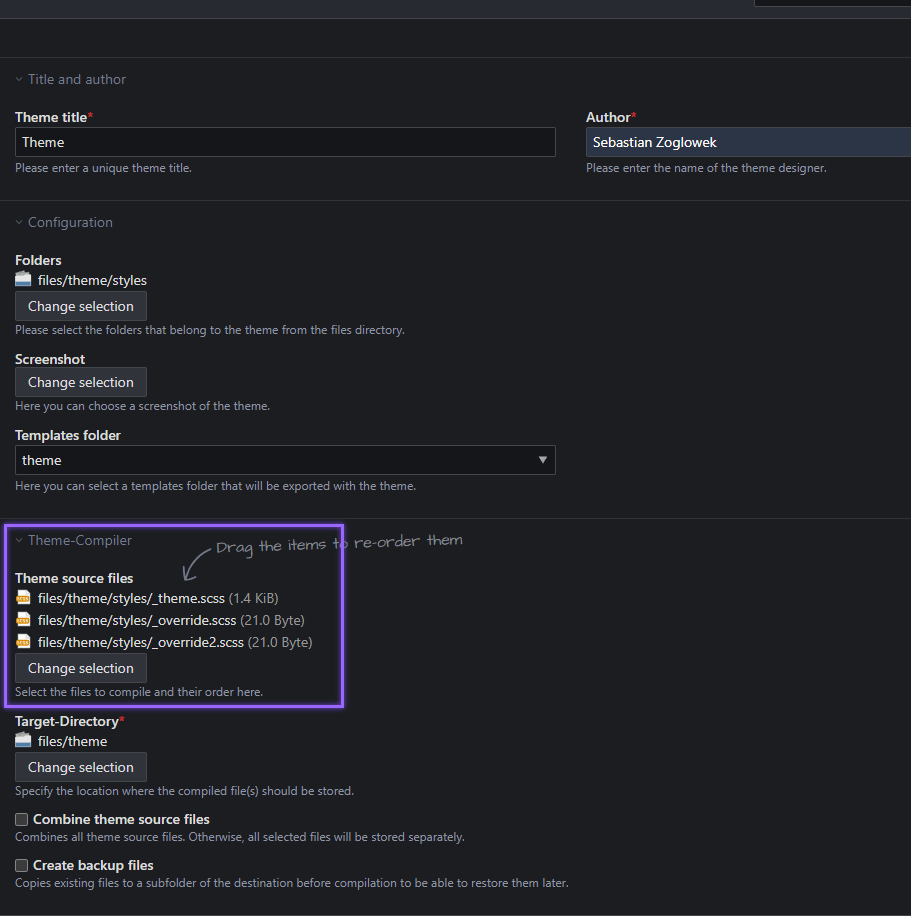 Title and author
Theme title* Author*
Theme Sebastian Zoglowek
Please enter a unique theme title. Please enter the name of the theme designer.
Configuration
Folders
files/theme/styles
Change selection
Please select the folders that belong to the theme from the files directory.
Screenshot
Change selection
Here you can choose a screenshot of the theme.
Templates folder
theme
Here you can select a templates folder that will be exported with the theme.
Theme-Compiler
Drag the items to re-order them
Theme source files
files/theme/styles/_theme.scss (1.4 KiB)
files/theme/styles/_override.scss (21.0 Byte)
files/theme/styles/_override2.scss (21.0 Byte)
Change selection
Select the files to compile and their order here.
Target-Directory*
files/theme
Change selection
Specify the location where the compiled file(s) should be stored.
Combine theme source files
Combines all theme source files. Otherwise, all selected files will be stored separately.
Create backup files
Copies existing files to a subfolder of the destination before compilation to be able to restore them later.